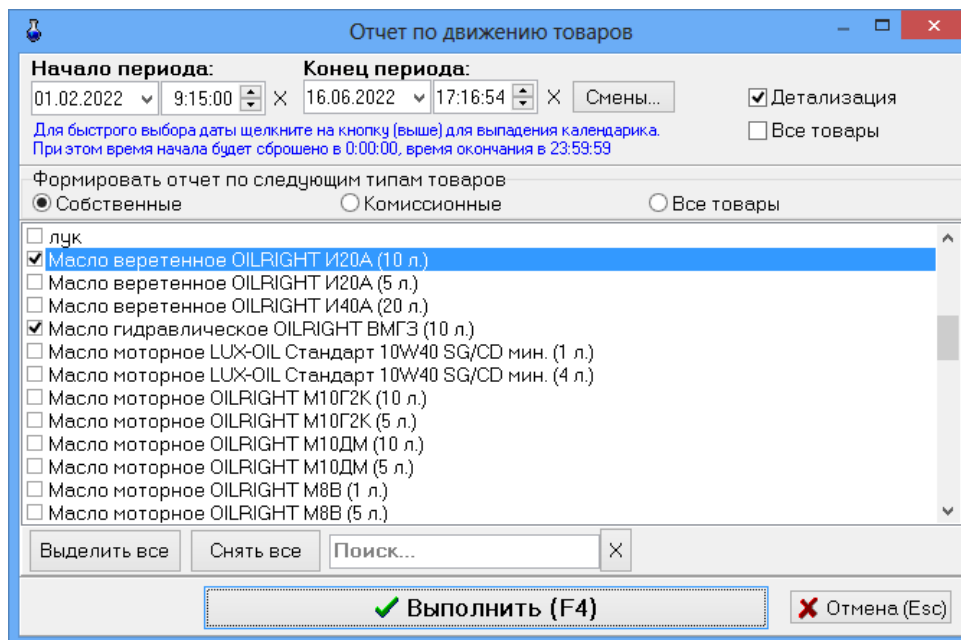 Отчет по движению товаров
Начало периода: Конец периода:
01.02.2022 9:15:00 X 16.06.2022 17:16:54 X Смены... Детализация
Для быстрого выбора даты щелкните на кнопку (выше) для выпадения календарика.
При этом время начала будет сброшено в 0:00:00, время окончания в 23:59:59
Все товары
Формировать отчет по следующим типам товаров
Собственные Комиссионные Все товары
лук
Масло веретенное OILRIGHT И20А (10 л.)
Масло веретенное OILRIGHT И20А (5 л.)
Масло веретенное OILRIGHT И40А (20 л.)
Масло гидравлическое OILRIGHT ВМГЗ (10 л.)
Масло моторное LUX-OIL Стандарт 10W40 SG/CD мин. (1 л.)
Масло моторное LUX-OIL Стандарт 10W40 SG/CD мин. (4 л.)
Масло моторное OILRIGHT М10Г2К (10 л.)
Масло моторное OILRIGHT М10Г2К (5 л.)
Масло моторное OILRIGHT М10ДМ (10 л.)
Масло моторное OILRIGHT М10ДМ (5 л.)
Масло моторное OILRIGHT М8В (1 л.)
Масло моторное OILRIGHT М8В (5 л.)
Выделить все Снять все Поиск... X
Выполнить (F4) Отмена (Esc)